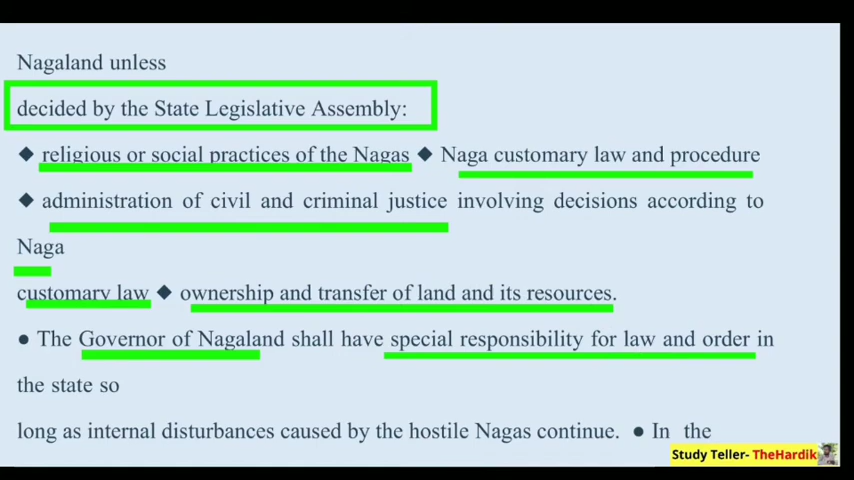 Nagaland unless
decided by the State Legislative Assembly:
◆ religious or social practices of the Nagas ◆ Naga customary law and procedure
◆ administration of civil and criminal justice involving decisions according to
Naga
customary law ◆ ownership and transfer of land and its resources.
● The Governor of Nagaland shall have special responsibility for law and order in
the state so
long as internal disturbances caused by the hostile Nagas continue. ● In the
Study Teller- TheHardik